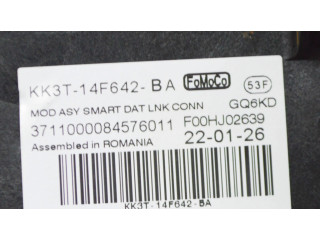 KK3T-14F642-BA FoMoCo 53F
MOD ASY SMART DAT LNK CONN GQ6KD
3711000084576011 F00HJ02639
Assembled in ROMANIA 22-01-26
KK3T-14F642-BA